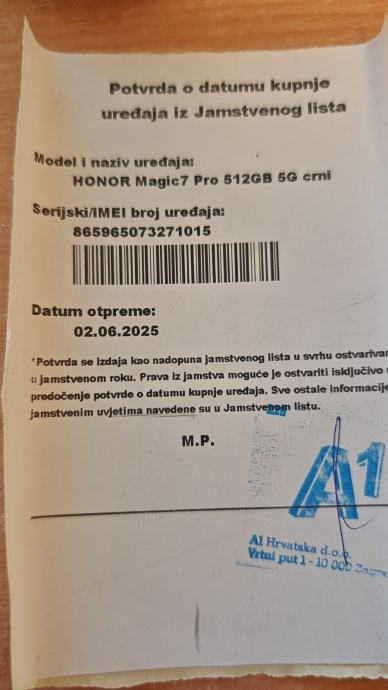 Potvrda o datumu kupnje
uređaja iz Jamstvenog lista
Model i naziv uređaja:
HONOR Magic7 Pro 512GB 5G crni
Serijski/IMEI broj uređaja:
865965073271015
Datum otpreme:
02.06.2025
*Potvrda se izdaje kao nadopuna jamstvenog lista u svrhu ostvarivan
u jamstvenom roku. Prava iz jamstva moguće je ostvariti isključivo u
predočenje potvrde o datumu kupnje uređaja. Sve ostale informacije
jamstvenim uvjetima navedene su u Jamstvenom listu.
M.P.
A1
A1 Hrvatska d.o.o.
Vrtni put 1 - 10 000 Zagreb